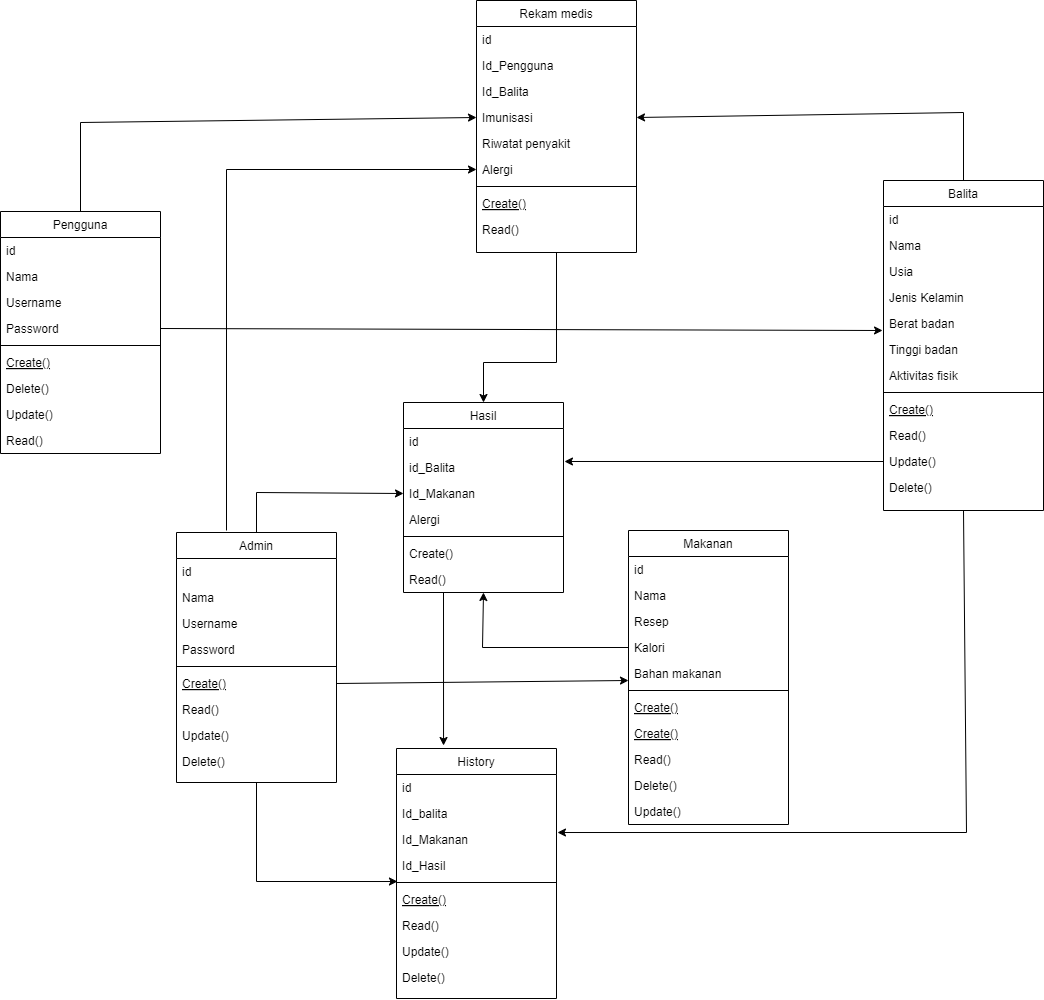 Rekam medis
id
Id_Pengguna
Id_Balita
Imunisasi
Riwatat penyakit
Alergi
Create()
Read()
Pengguna
id
Nama
Username
Password
Create()
Delete()
Update()
Read()
Balita
id
Nama
Usia
Jenis Kelamin
Berat badan
Tinggi badan
Aktivitas fisik
Create()
Read()
Update()
Delete()
Hasil
id
id_Balita
Id_Makanan
Alergi
Create()
Read()
Admin
id
Nama
Username
Password
Create()
Read()
Update()
Delete()
Makanan
id
Nama
Resep
Kalori
Bahan makanan
Create()
Create()
Read()
Delete()
Update()
History
id
Id_balita
Id_Makanan
Id_Hasil
Create()
Read()
Update()
Delete()